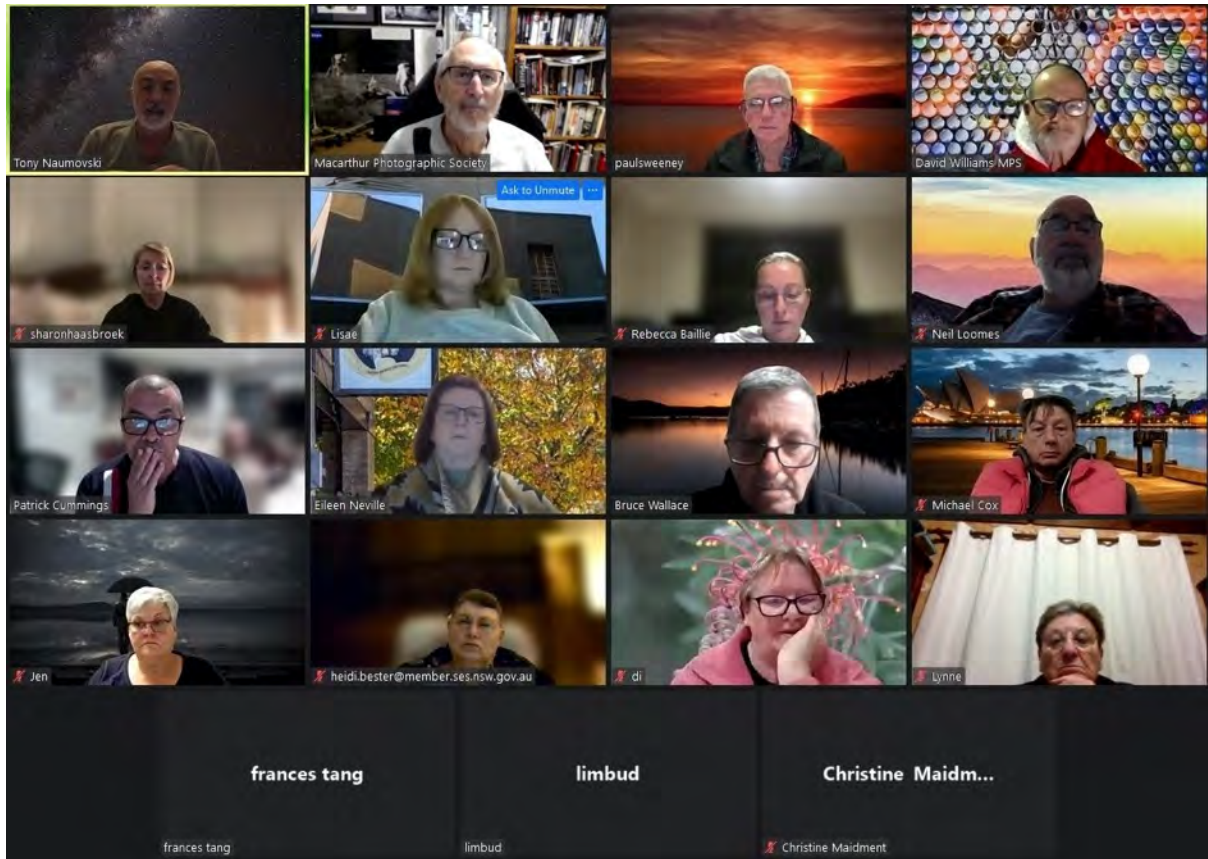 Tony Naumovski
Macarthur Photographic Society
paulsweeney
David Williams MPS
sharonhaasbroek
Ask to Unmute ...
Lisae
Rebecca Baillie
Neil Loomes
Patrick Cummings
Eileen Neville
Bruce Wallace
Michael Cox
Jen
heidi.bester@member.ses.nsw.gov.au
di
Lynne
frances tang
limbud
Christine Maidm...
frances tang
limbud
Christine Maidment